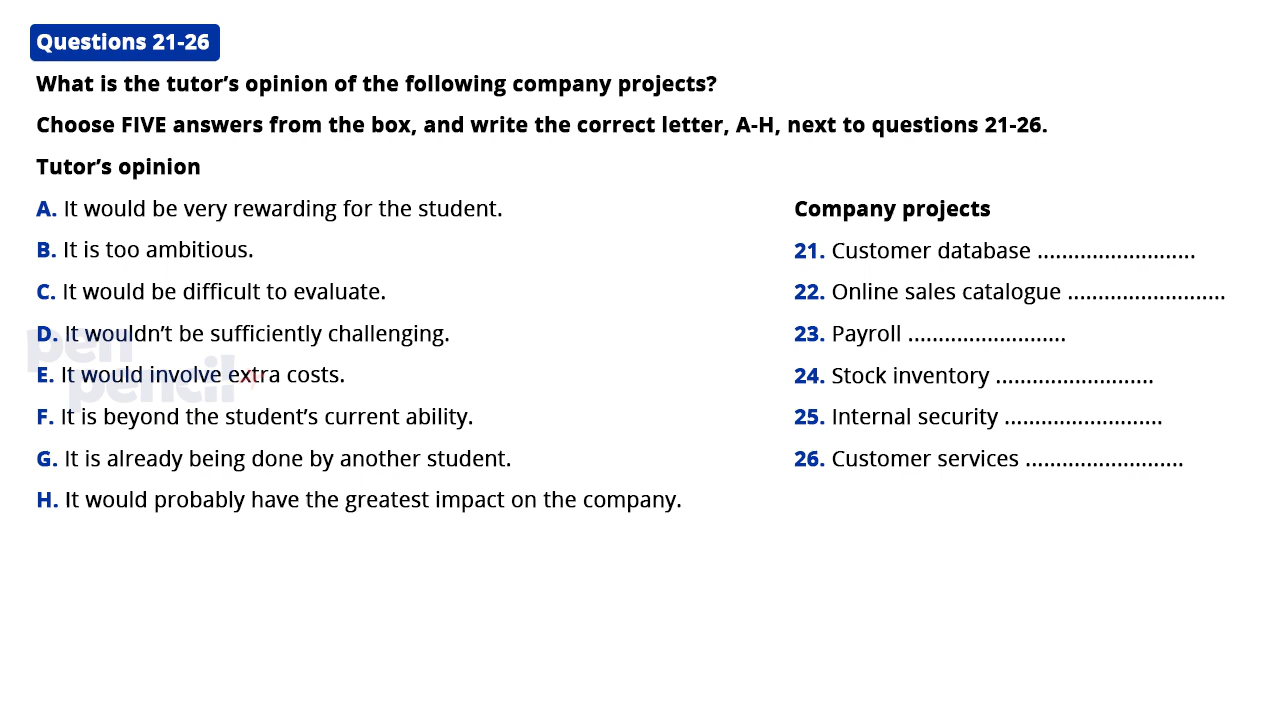 Questions 21-26
What is the tutor’s opinion of the following company projects?
Choose FIVE answers from the box, and write the correct letter, A-H, next to questions 21-26.
Tutor’s opinion
A. It would be very rewarding for the student.
B. It is too ambitious.
C. It would be difficult to evaluate.
D. It wouldn’t be sufficiently challenging.
E. It would involve extra costs.
F. It is beyond the student’s current ability.
G. It is already being done by another student.
H. It would probably have the greatest impact on the company.
Company projects
21. Customer database ..........................
22. Online sales catalogue ..........................
23. Payroll ..........................
24. Stock inventory ..........................
25. Internal security ..........................
26. Customer services ..........................
pen
pencil